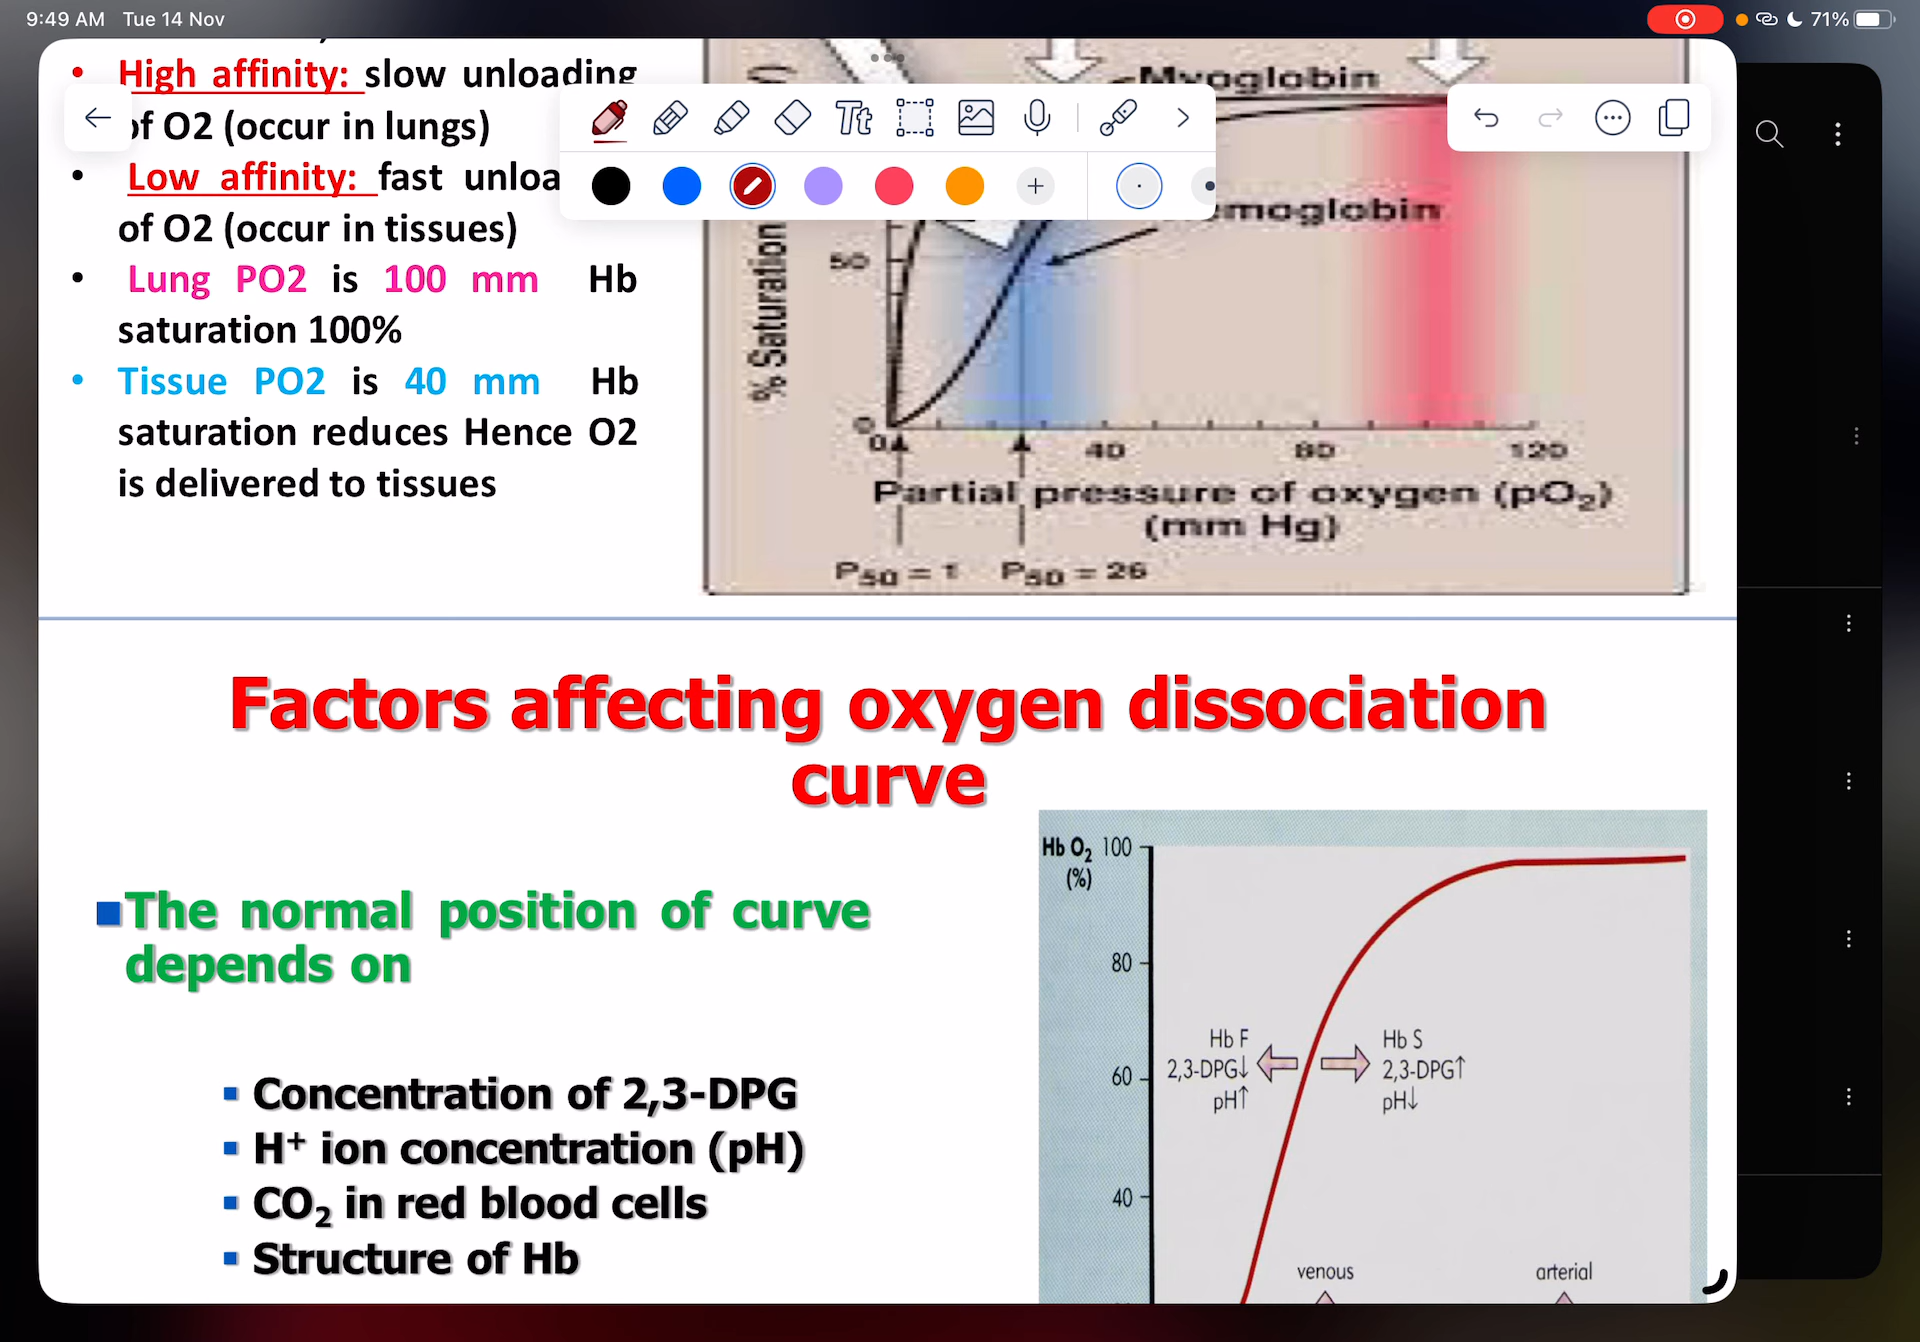 9:49 AM Tue 14 Nov
71%
• High affinity: slow unloading
of O2 (occur in lungs)
• Low affinity: fast unloa
of O2 (occur in tissues)
• Lung PO2 is 100 mm Hb
saturation 100%
• Tissue PO2 is 40 mm Hb
saturation reduces Hence O2
is delivered to tissues
Tt
Myoglobin
emoglobin
% Saturation
50
0
0 40 80 120
Partial pressure of oxygen (pO₂)
(mm Hg)
P₅₀ = 1 P₅₀ = 26
Factors affecting oxygen dissociation
curve
The normal position of curve
depends on
Concentration of 2,3-DPG
H⁺ ion concentration (pH)
CO₂ in red blood cells
Structure of Hb
Hb O₂ 100
(%)
80
60
40
Hb F
2,3-DPG↓
pH↑
Hb S
2,3-DPG↑
pH↓
venous
arterial